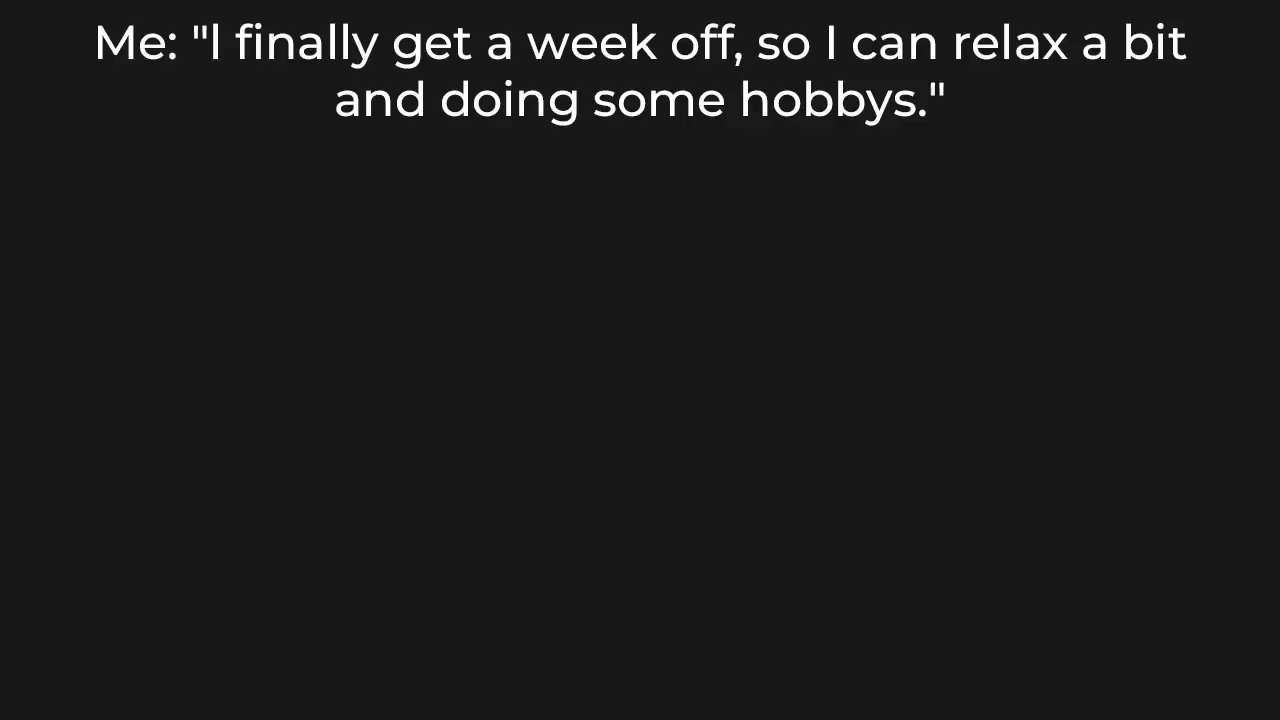 Me: "I finally get a week off, so I can relax a bit
and doing some hobbys."